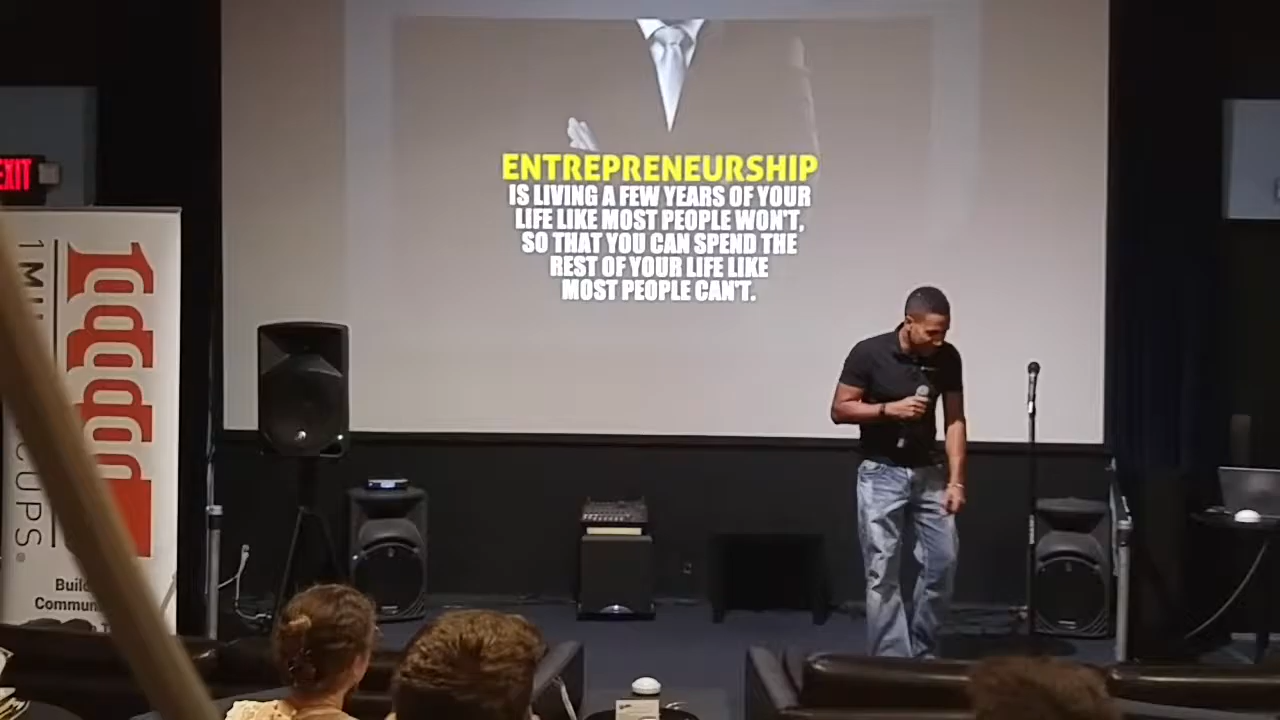 ENTREPRENEURSHIP
IS LIVING A FEW YEARS OF YOUR
LIFE LIKE MOST PEOPLE WON'T,
SO THAT YOU CAN SPEND THE
REST OF YOUR LIFE LIKE
MOST PEOPLE CAN'T.
EXIT
CUPS®